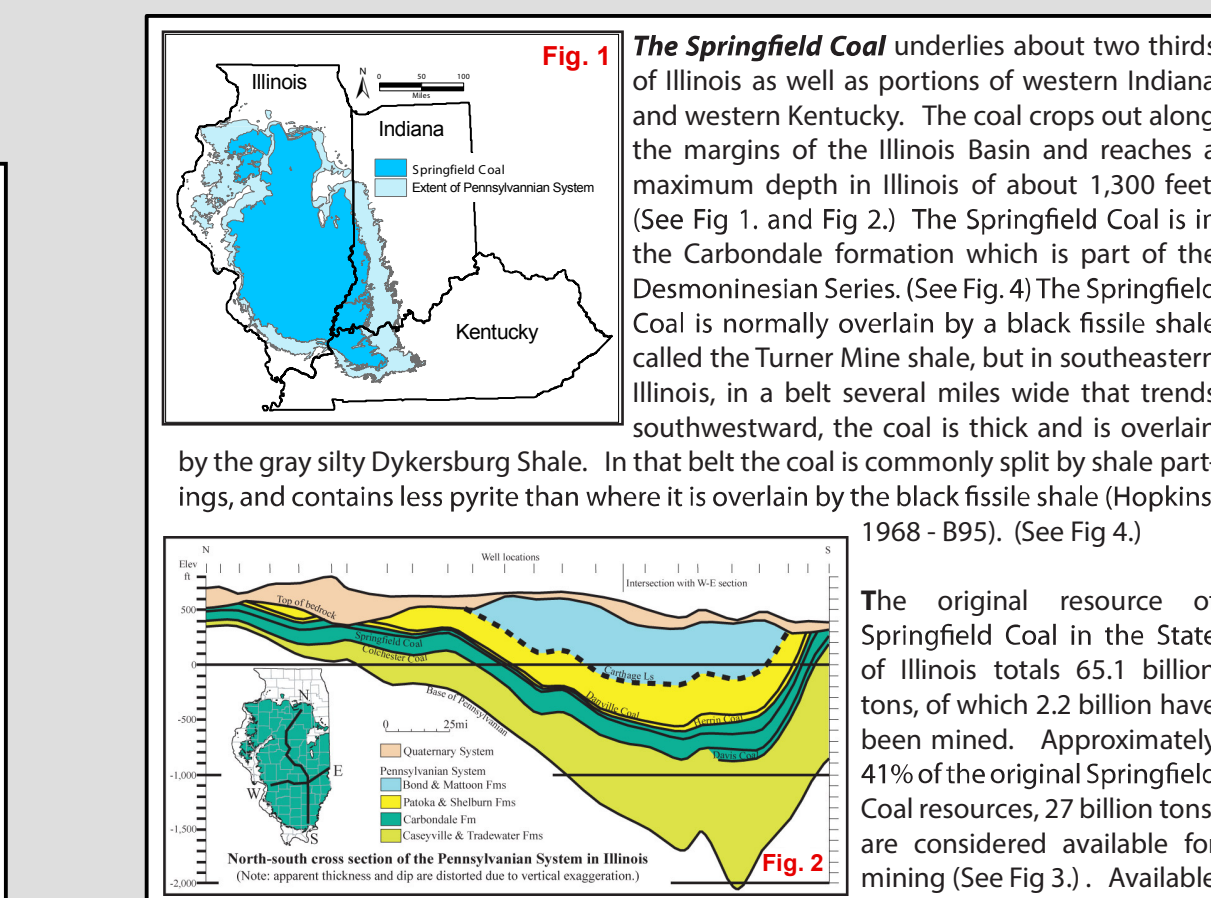 Fig. 1
Illinois
N
0 50 100
Miles
Indiana
Springfield Coal
Extent of Pennsylvannian System
Kentucky
The Springfield Coal underlies about two thirds
of Illinois as well as portions of western Indiana
and western Kentucky. The coal crops out along
the margins of the Illinois Basin and reaches a
maximum depth in Illinois of about 1,300 feet
(See Fig 1. and Fig 2.) The Springfield Coal is in
the Carbondale formation which is part of the
Desmoninesian Series. (See Fig. 4) The Springfield
Coal is normally overlain by a black fissile shale
called the Turner Mine shale, but in southeastern
Illinois, in a belt several miles wide that trends
southwestward, the coal is thick and is overlain
by the gray silty Dykersburg Shale. In that belt the coal is commonly split by shale part-
ings, and contains less pyrite than where it is overlain by the black fissile shale (Hopkins
1968 - B95). (See Fig 4.)
N
S
Elev
ft
Well locations
Intersection with W-E section
500
0
-500
-1,000
-1,500
-2,000
Top of bedrock
Springfield Coal
Colchester Coal
Base of Pennsylvanian
Carthage Ls
Danville Coal
Herrin Coal
Davis Coal
N
E
W
S
0 25mi
Quaternary System
Pennsylvanian System
Bond & Mattoon Fms
Patoka & Shelburn Fms
Carbondale Fm
Caseyville & Tradewater Fms
North-south cross section of the Pennsylvanian System in Illinois
(Note: apparent thickness and dip are distorted due to vertical exaggeration.)
Fig. 2
The original resource of
Springfield Coal in the State
of Illinois totals 65.1 billion
tons, of which 2.2 billion have
been mined. Approximately
41% of the original Springfield
Coal resources, 27 billion tons,
are considered available for
mining (See Fig 3.) . Available